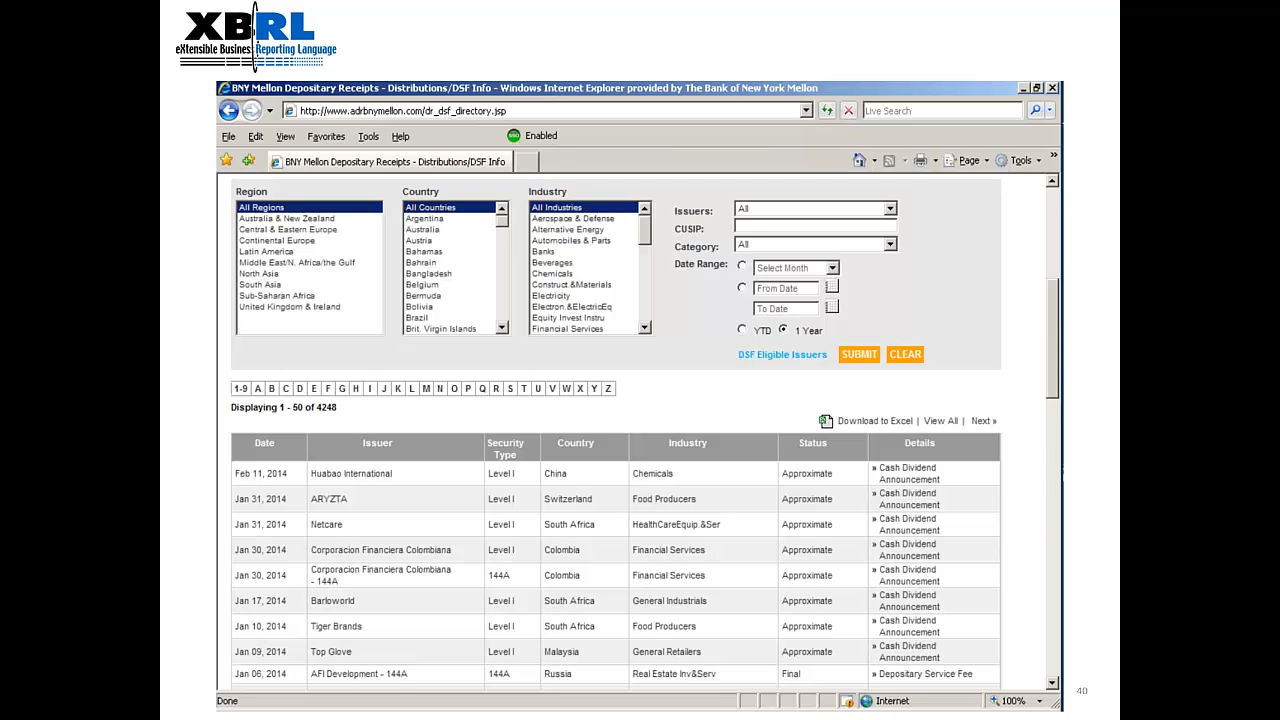 XBRL
eXtensible Business Reporting Language
BNY Mellon Depositary Receipts - Distributions/DSF Info - Windows Internet Explorer provided by The Bank of New York Mellon
http://www.adrbnymellon.com/dr_dsf_directory.jsp
Live Search
File Edit View Favorites Tools Help
Enabled
BNY Mellon Depositary Receipts - Distributions/DSF Info
Page Tools »
Region
All Regions
Australia & New Zealand
Central & Eastern Europe
Continental Europe
Latin America
Middle East/N. Africa/the Gulf
North Asia
South Asia
Sub-Saharan Africa
United Kingdom & Ireland
Country
All Countries
Argentina
Australia
Austria
Bahamas
Bahrain
Bangladesh
Belgium
Bermuda
Bolivia
Brazil
Brit. Virgin Islands
Industry
All Industries
Aerospace & Defense
Alternative Energy
Automobiles & Parts
Banks
Beverages
Chemicals
Construct.&Materials
Electricity
Electron.&ElectricEq
Equity Invest Instru
Financial Services
Issuers: All
CUSIP:
Category: All
Date Range: Select Month
From Date
To Date
YTD 1 Year
DSF Eligible Issuers SUBMIT CLEAR
1-9 A B C D E F G H I J K L M N O P Q R S T U V W X Y Z
Displaying 1 - 50 of 4248
Download to Excel | View All | Next »
Date Issuer Security Type Country Industry Status Details
Feb 11, 2014 Huabao International Level I China Chemicals Approximate » Cash Dividend Announcement
Jan 31, 2014 ARYZTA Level I Switzerland Food Producers Approximate » Cash Dividend Announcement
Jan 31, 2014 Netcare Level I South Africa HealthCareEquip.&Ser Approximate » Cash Dividend Announcement
Jan 30, 2014 Corporacion Financiera Colombiana Level I Colombia Financial Services Approximate » Cash Dividend Announcement
Jan 30, 2014 Corporacion Financiera Colombiana - 144A 144A Colombia Financial Services Approximate » Cash Dividend Announcement
Jan 17, 2014 Barloworld Level I South Africa General Industrials Approximate » Cash Dividend Announcement
Jan 10, 2014 Tiger Brands Level I South Africa Food Producers Approximate » Cash Dividend Announcement
Jan 09, 2014 Top Glove Level I Malaysia General Retailers Approximate » Cash Dividend Announcement
Jan 06, 2014 AFI Development - 144A 144A Russia Real Estate Inv&Serv Final » Depositary Service Fee
Done Internet 100%
40